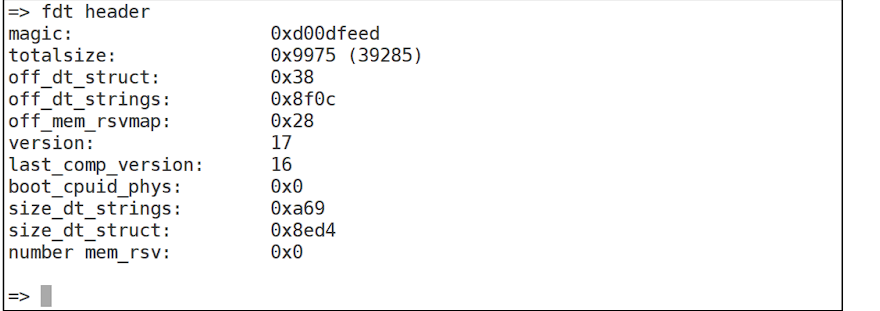 => fdt header
magic: 0xd00dfeed
totalsize: 0x9975 (39285)
off_dt_struct: 0x38
off_dt_strings: 0x8f0c
off_mem_rsvmap: 0x28
version: 17
last_comp_version: 16
boot_cpuid_phys: 0x0
size_dt_strings: 0xa69
size_dt_struct: 0x8ed4
number mem_rsv: 0x0
=>